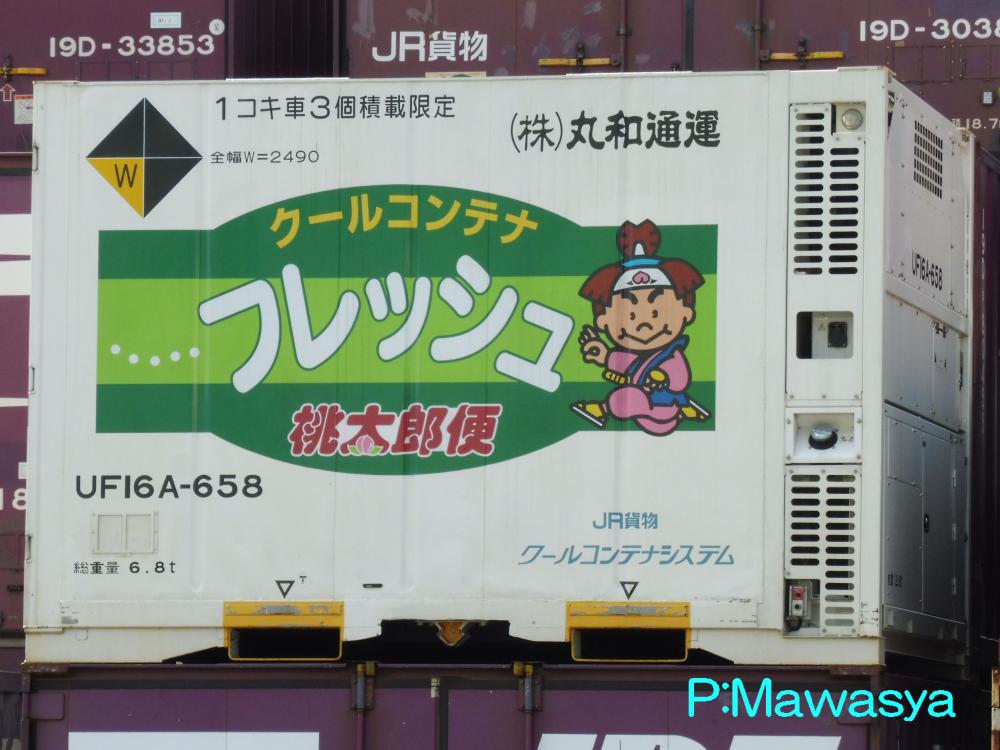 19D-33853
JR貨物
19D-303
1コキ車3個積載限定
(株)丸和通運
W
全幅W=2490
クールコンテナ
フレッシュ
桃太郎便
UF16A-658
UF16A-658
JR貨物
クールコンテナシステム
総重量 6.8t
18
P:Mawasya